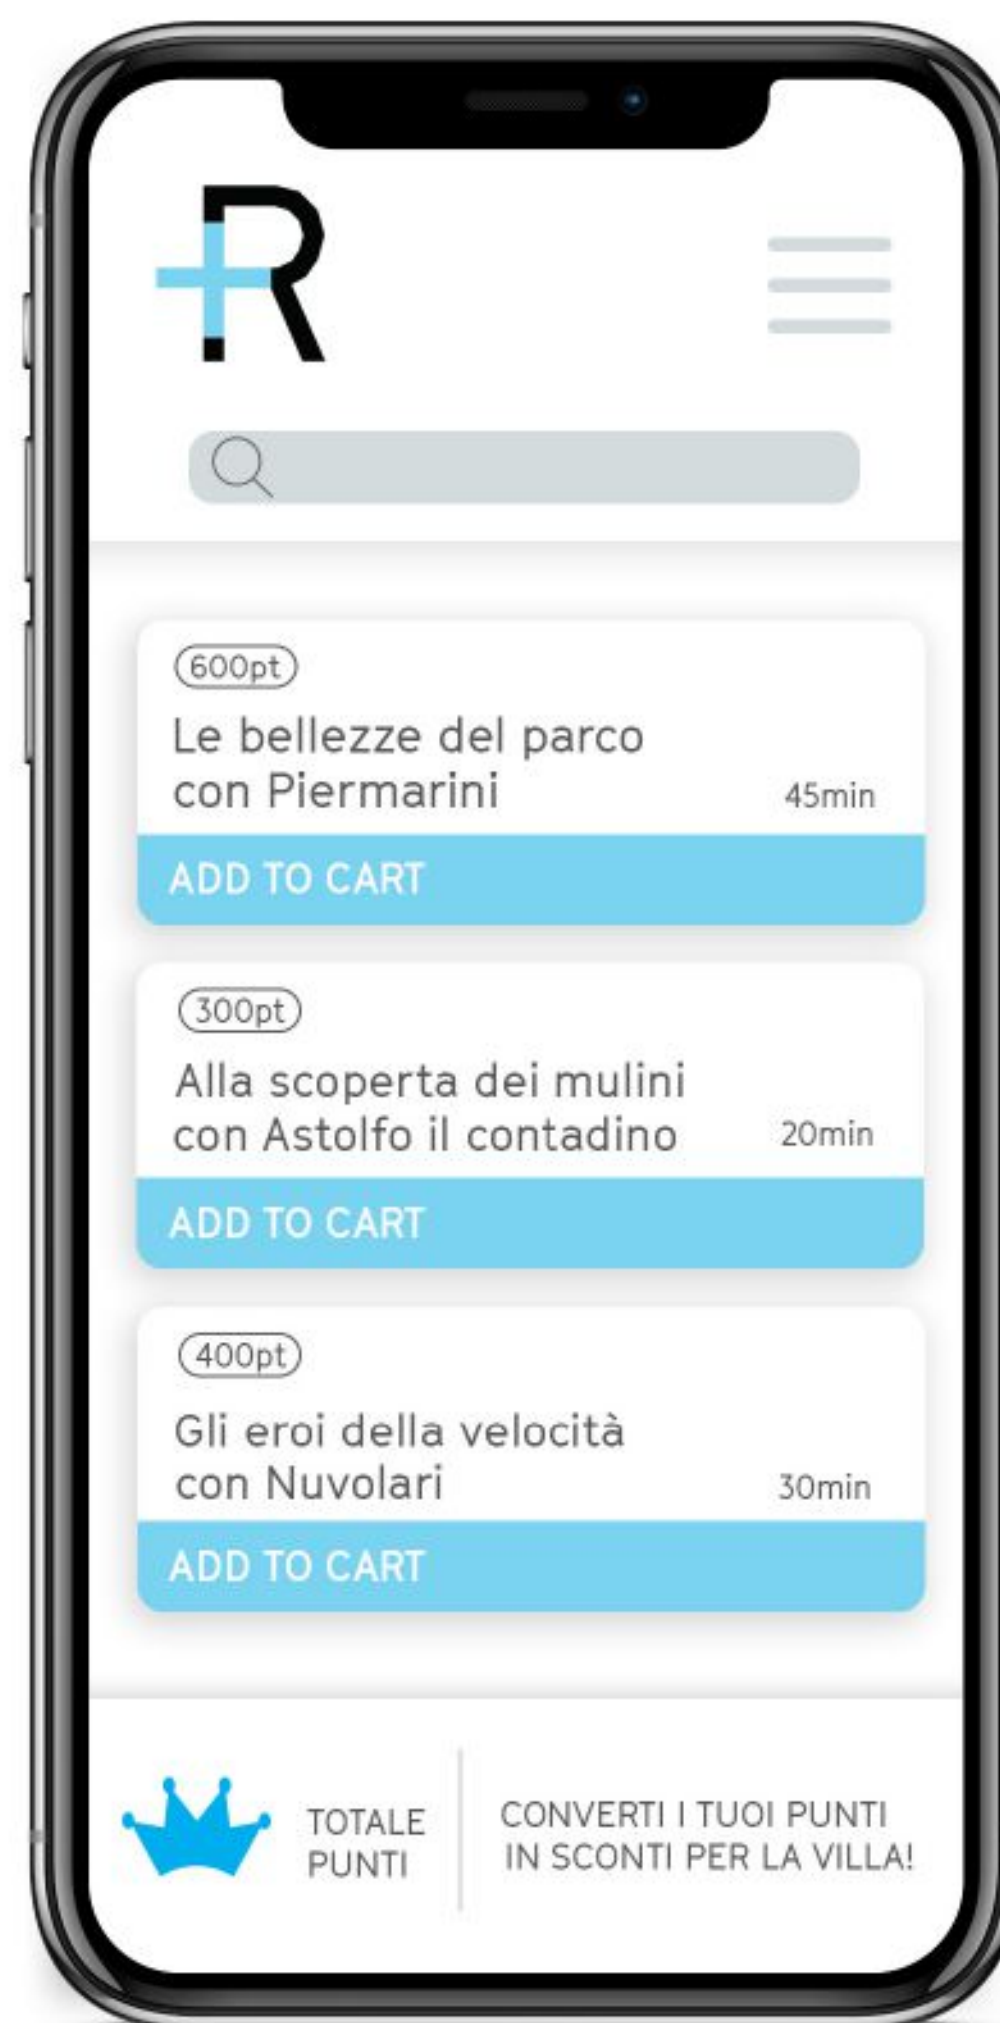 R
600pt
Le bellezze del parco
con Piermarini
45min
ADD TO CART
300pt
Alla scoperta dei mulini
con Astolfo il contadino
20min
ADD TO CART
400pt
Gli eroi della velocità
con Nuvolari
30min
ADD TO CART
TOTALE
PUNTI
CONVERTI I TUOI PUNTI
IN SCONTI PER LA VILLA!